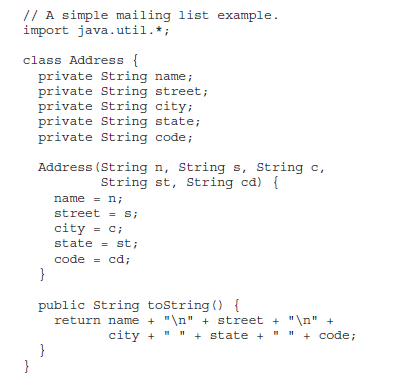 // A simple mailing list example.
import java.util.*;
class Address {
private String name;
private String street;
private String city;
private String state;
private String code;
Address(String n, String s, String c,
String st, String cd) {
name = n;
street = s;
city = c;
state = st;
code = cd;
}
public String toString() {
return name + "\n" + street + "\n" +
city + " " + state + " " + code;
}
}